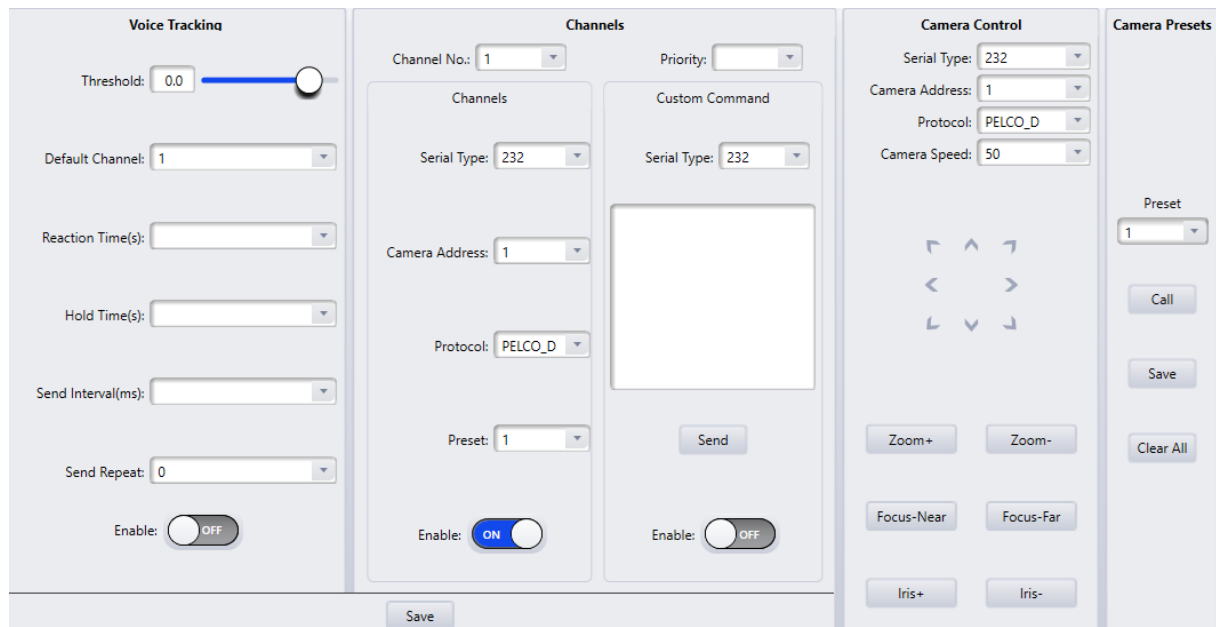 Voice Tracking
Threshold: 0.0
Default Channel: 1
Reaction Time(s):
Hold Time(s):
Send Interval(ms):
Send Repeat: 0
Enable: OFF
Channels
Channel No.: 1
Priority:
Channels
Serial Type: 232
Camera Address: 1
Protocol: PELCO_D
Preset: 1
Enable: ON
Custom Command
Serial Type: 232
Send
Enable: OFF
Save
Camera Control
Serial Type: 232
Camera Address: 1
Protocol: PELCO_D
Camera Speed: 50
Zoom+ Zoom-
Focus-Near Focus-Far
Iris+ Iris-
Camera Presets
Preset
1
Call
Save
Clear All